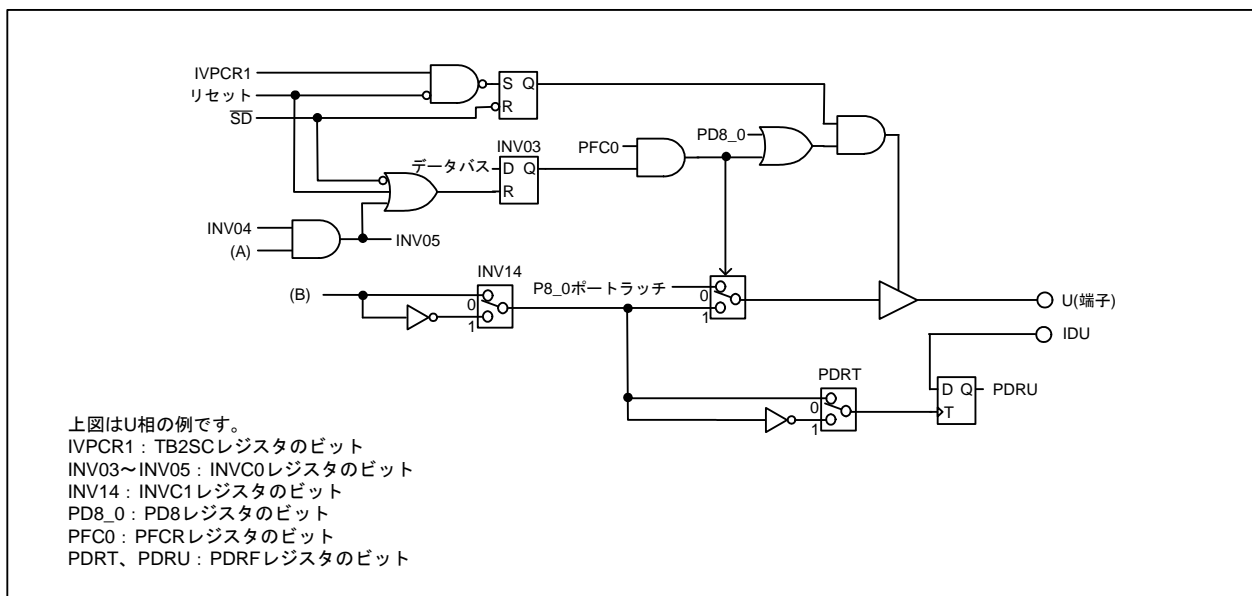 IVPCR1
リセット
S Q
R
SD
PD8_0
INV03
PFC0
データバス
D Q
R
INV04
(A)
INV05
INV14
(B)
0
1
P8_0ポートラッチ
0
1
U(端子)
IDU
PDRT
0
1
D Q
T
PDRU
上図はU相の例です。
IVPCR1：TB2SCレジスタのビット
INV03～INV05：INVC0レジスタのビット
INV14：INVC1レジスタのビット
PD8_0：PD8レジスタのビット
PFC0：PFCRレジスタのビット
PDRT、PDRU：PDRFレジスタのビット